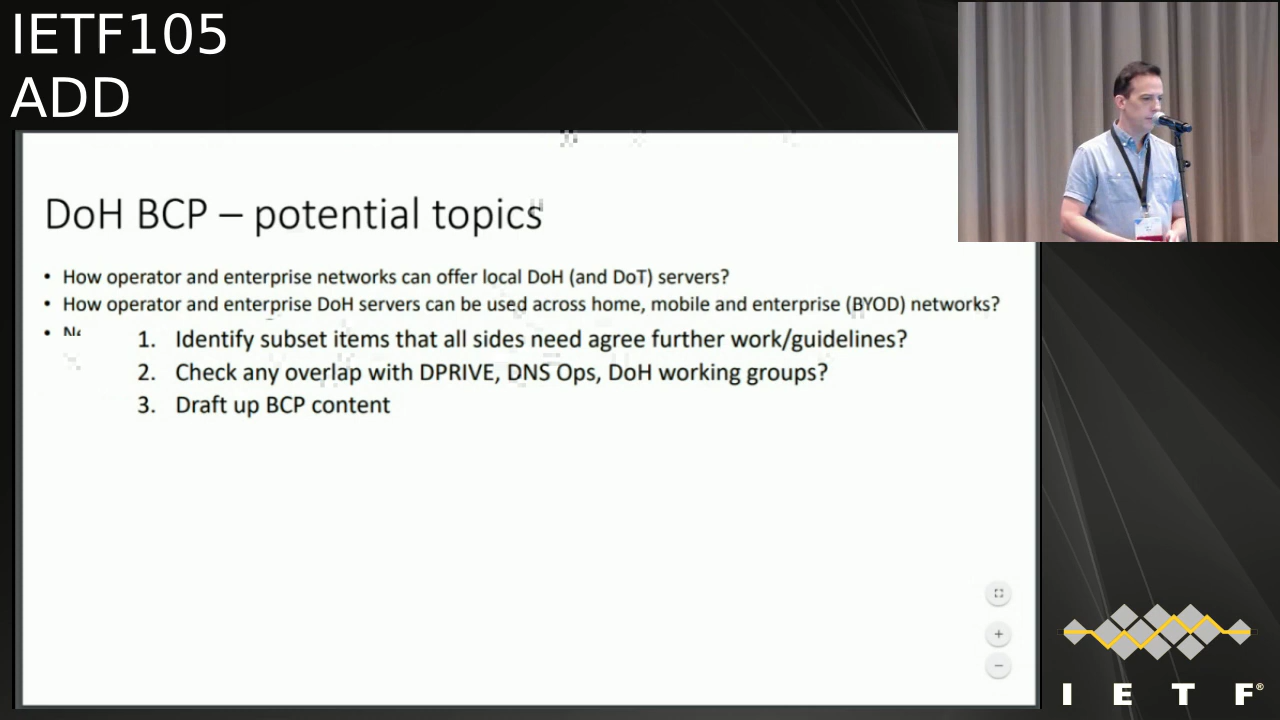 IETF105
ADD
DoH BCP – potential topics
• How operator and enterprise networks can offer local DoH (and DoT) servers?
• How operator and enterprise DoH servers can be used across home, mobile and enterprise (BYOD) networks?
•
1. Identify subset items that all sides need agree further work/guidelines?
2. Check any overlap with DPRIVE, DNS Ops, DoH working groups?
3. Draft up BCP content
I E T F®